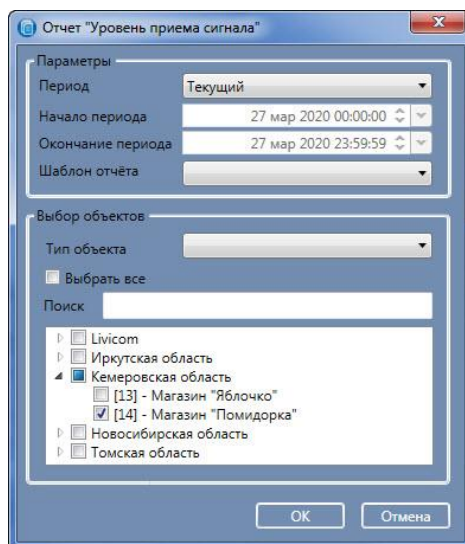 Отчет "Уровень приема сигнала"
Параметры
Период Текущий
Начало периода 27 мар 2020 00:00:00
Окончание периода 27 мар 2020 23:59:59
Шаблон отчёта
Выбор объектов
Тип объекта
Выбрать все
Поиск
Livicom
Иркутская область
Кемеровская область
[13] - Магазин "Яблочко"
[14] - Магазин "Помидорка"
Новосибирская область
Томская область
OK Отмена